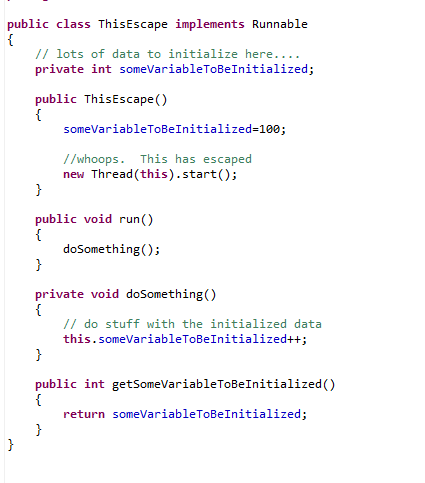 public class ThisEscape implements Runnable
{
    // lots of data to initialize here....
    private int someVariableToBeInitialized;

    public ThisEscape()
    {
        someVariableToBeInitialized=100;

        //whoops.  This has escaped
        new Thread(this).start();
    }

    public void run()
    {
        doSomething();
    }

    private void doSomething()
    {
        // do stuff with the initialized data
        this.someVariableToBeInitialized++;
    }

    public int getSomeVariableToBeInitialized()
    {
        return someVariableToBeInitialized;
    }
}